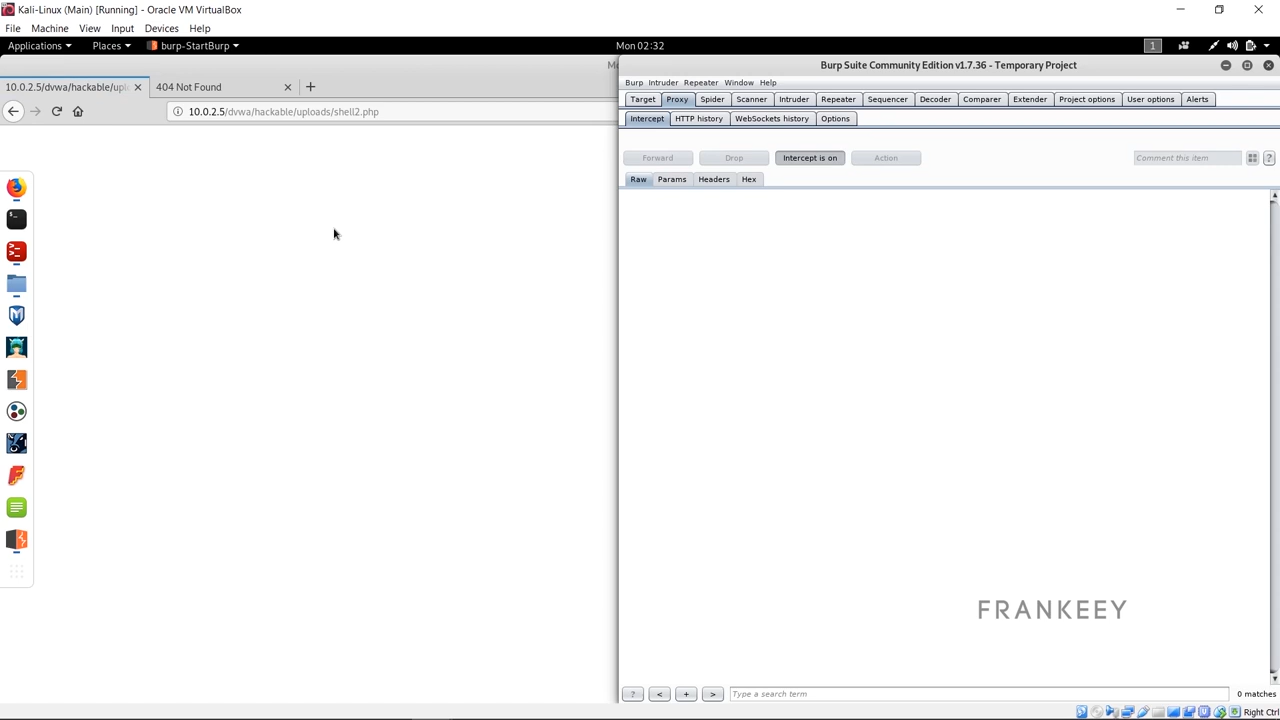 Kali-Linux (Main) [Running] - Oracle VM VirtualBox
File Machine View Input Devices Help
Applications Places burp-StartBurp Mon 02:32 1
Burp Suite Community Edition v1.7.36 - Temporary Project
Burp Intruder Repeater Window Help
10.0.2.5/dvwa/hackable/upl 404 Not Found
Target Proxy Spider Scanner Intruder Repeater Sequencer Decoder Comparer Extender Project options User options Alerts
10.0.2.5/dvwa/hackable/uploads/shell2.php
Intercept HTTP history WebSockets history Options
Forward Drop Intercept is on Action Comment this item ?
Raw Params Headers Hex
FRANKEEY
? < + > Type a search term 0 matches
Right Ctrl